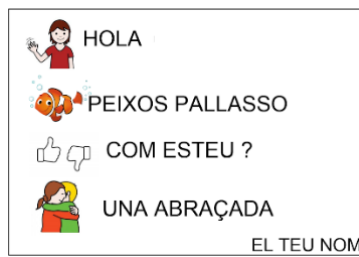 HOLA
PEIXOS PALLASSO
COM ESTEU ?
UNA ABRAÇADA
EL TEU NOM